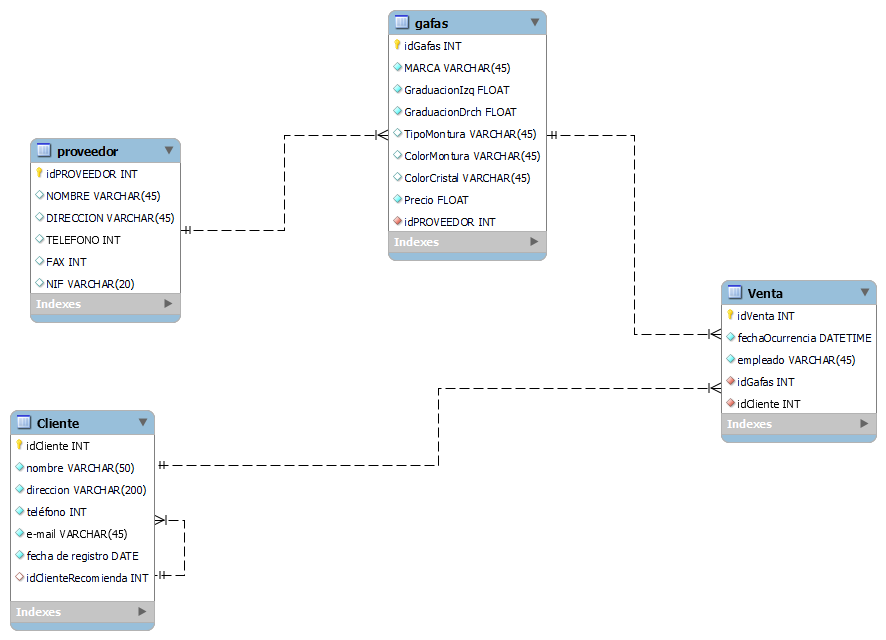 gafas
idGafas INT
MARCA VARCHAR(45)
GraduacionIzq FLOAT
GraduacionDrch FLOAT
TipoMontura VARCHAR(45)
ColorMontura VARCHAR(45)
ColorCristal VARCHAR(45)
Precio FLOAT
idPROVEEDOR INT
Indexes
proveedor
idPROVEEDOR INT
NOMBRE VARCHAR(45)
DIRECCION VARCHAR(45)
TELEFONO INT
FAX INT
NIF VARCHAR(20)
Indexes
Venta
idVenta INT
fechaOcurrencia DATETIME
empleado VARCHAR(45)
idGafas INT
idCliente INT
Indexes
Cliente
idCliente INT
nombre VARCHAR(50)
direccion VARCHAR(200)
teléfono INT
e-mail VARCHAR(45)
fecha de registro DATE
idClienteRecomienda INT
Indexes